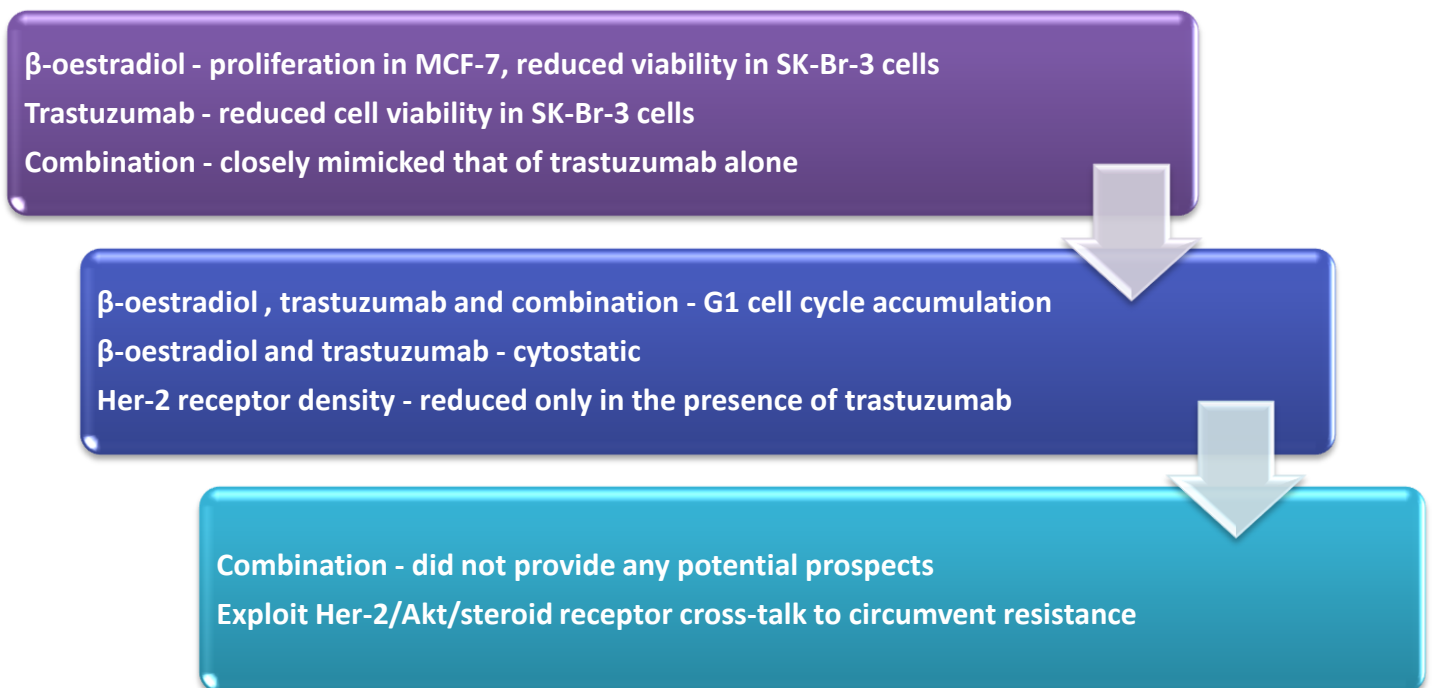 β-oestradiol - proliferation in MCF-7, reduced viability in SK-Br-3 cells
Trastuzumab - reduced cell viability in SK-Br-3 cells
Combination - closely mimicked that of trastuzumab alone
β-oestradiol , trastuzumab and combination - G1 cell cycle accumulation
β-oestradiol and trastuzumab - cytostatic
Her-2 receptor density - reduced only in the presence of trastuzumab
Combination - did not provide any potential prospects
Exploit Her-2/Akt/steroid receptor cross-talk to circumvent resistance